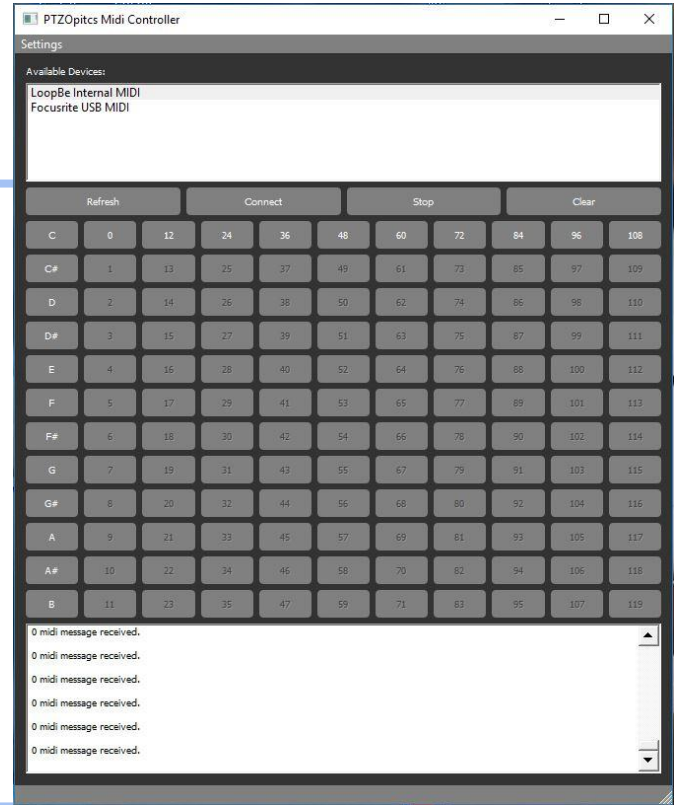 PTZOpitcs Midi Controller
Settings
Available Devices:
LoopBe Internal MIDI
Focusrite USB MIDI
Refresh Connect Stop Clear
C 0 12 24 36 48 60 72 84 96 108
C# 1 13 25 37 49 61 73 85 97 109
D 2 14 26 38 50 62 74 86 98 110
D# 3 15 27 39 51 63 75 87 99 111
E 4 16 28 40 52 64 76 88 100 112
F 5 17 29 41 53 65 77 89 101 113
F# 6 18 30 42 54 66 78 90 102 114
G 7 19 31 43 55 67 79 91 103 115
G# 8 20 32 44 56 68 80 92 104 116
A 9 21 33 45 57 69 81 93 105 117
A# 10 22 34 46 58 70 82 94 106 118
B 11 23 35 47 59 71 83 95 107 119
0 midi message received.
0 midi message received.
0 midi message received.
0 midi message received.
0 midi message received.
0 midi message received.